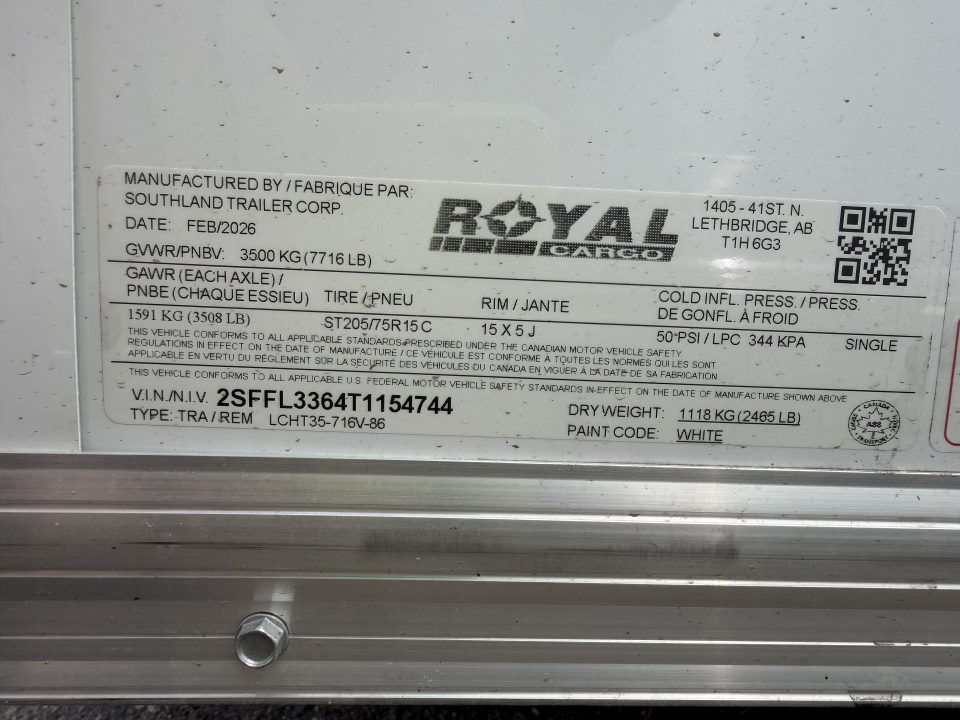 MANUFACTURED BY / FABRIQUE PAR:
SOUTHLAND TRAILER CORP.
DATE: FEB/2026
ROYAL
CARGO
1405 - 41ST. N.
LETHBRIDGE, AB
T1H 6G3
GVWR/PNBV: 3500 KG (7716 LB)
GAWR (EACH AXLE) /
PNBE (CHAQUE ESSIEU) TIRE / PNEU RIM / JANTE COLD INFL. PRESS. / PRESS.
DE GONFL. À FROID
1591 KG (3508 LB) ST205/75R15 C 15 X 5 J 50 PSI / LPC 344 KPA SINGLE
THIS VEHICLE CONFORMS TO ALL APPLICABLE STANDARDS PRESCRIBED UNDER THE CANADIAN MOTOR VEHICLE SAFETY
REGULATIONS IN EFFECT ON THE DATE OF MANUFACTURE / CE VÉHICULE EST CONFORME À TOUTES LES NORMES QUI LES SONT
APPLICABLE EN VERTU DU RÈGLEMENT SÛR LA SÉCURITÉ DES VÉHICULES DU CANADA EN VIGUER À LA DATE DE SA FABRICATION
THIS VEHICLE CONFORMS TO ALL APPLICABLE U.S. FEDERAL MOTOR VEHICLE SAFETY STANDARDS IN EFFECT ON THE DATE OF MANUFACTURE SHOWN ABOVE
V.I.N./N.I.V. 2SFFL3364T1154744
TYPE: TRA / REM LCHT35-716V-86
DRY WEIGHT: 1118 KG (2465 LB)
PAINT CODE: WHITE
CANADA
TRANSPORT